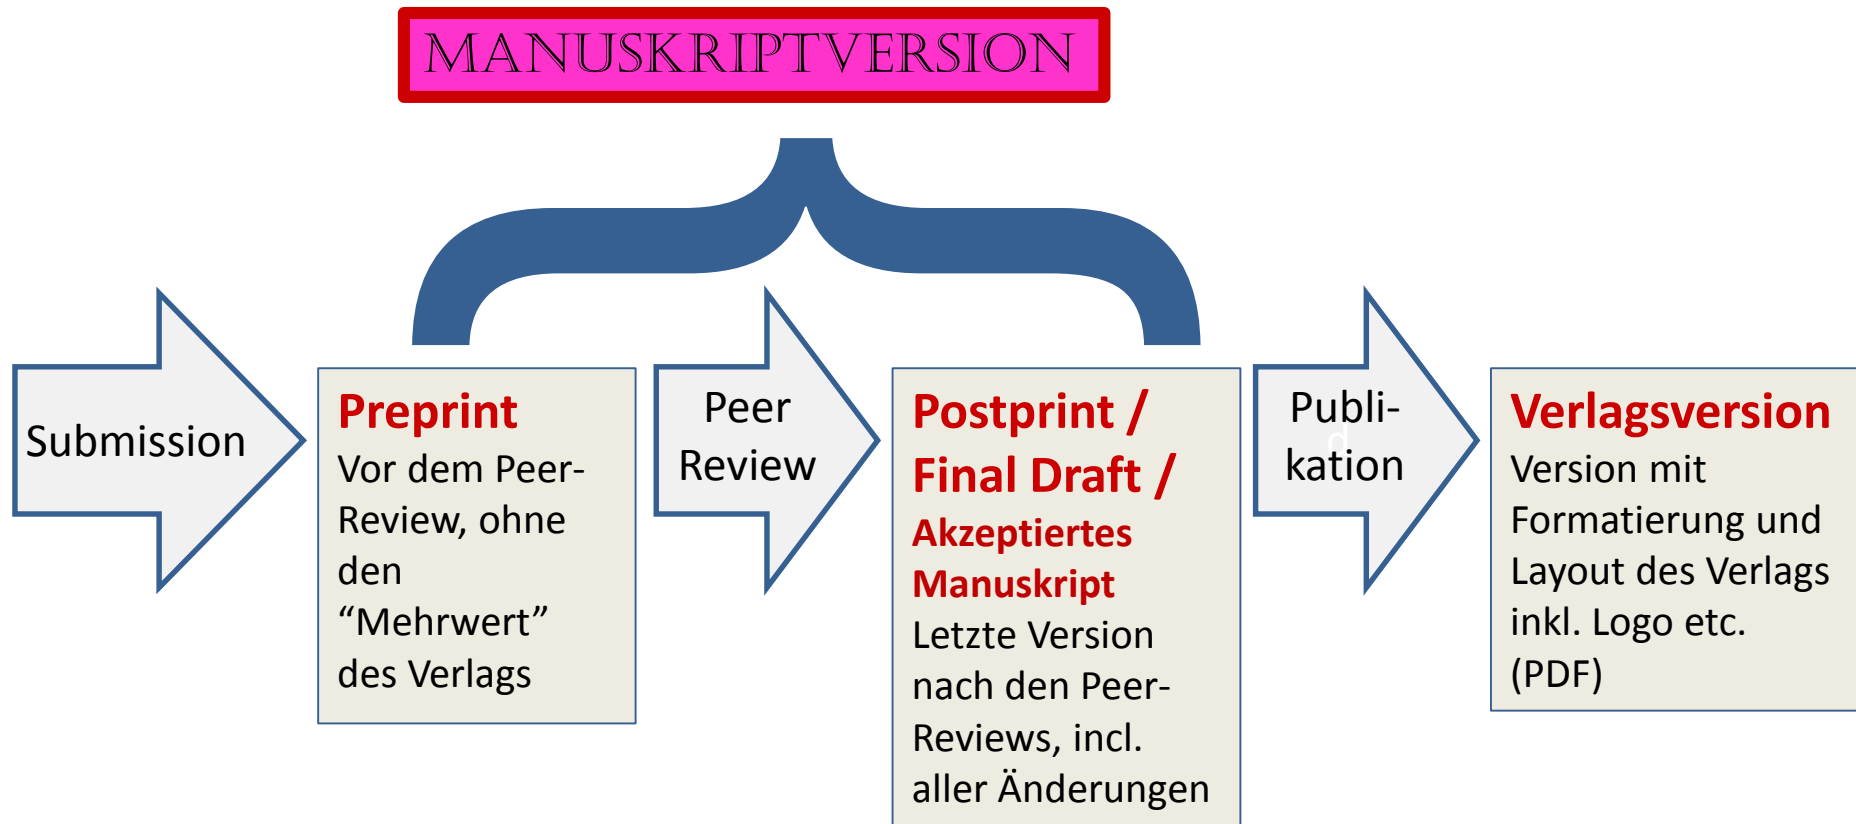 MANUSKRIPTVERSION
Submission
Preprint
Vor dem Peer-
Review, ohne
den
“Mehrwert”
des Verlags
Peer
Review
Postprint /
Final Draft /
Akzeptiertes
Manuskript
Letzte Version
nach den Peer-
Reviews, incl.
aller Änderungen
Publi-
d
kation
Verlagsversion
Version mit
Formatierung und
Layout des Verlags
inkl. Logo etc.
(PDF)